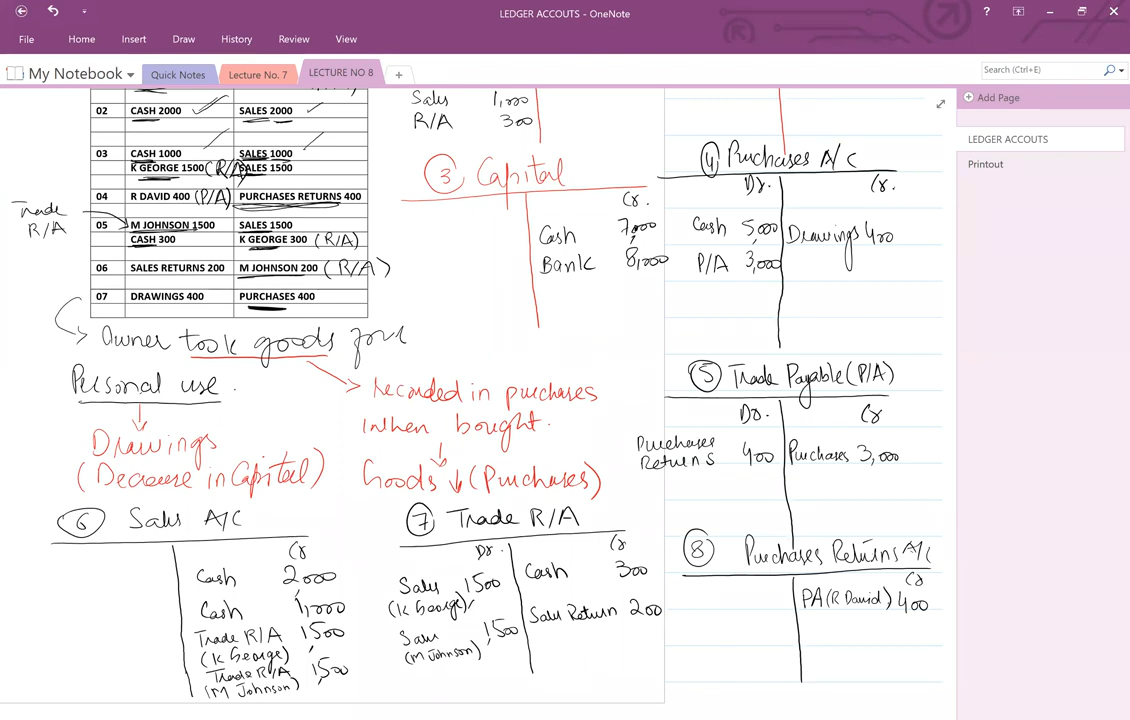 LEDGER ACCOUTS - OneNote
File Home Insert Draw History Review View
My Notebook Quick Notes Lecture No. 7 LECTURE NO 8 + Search (Ctrl+E)
Add Page
LEDGER ACCOUTS
Printout
02 CASH 2000 SALES 2000
03 CASH 1000 SALES 1000
K GEORGE 1500 (R/A) SALES 1500
04 R DAVID 400 (P/A) PURCHASES RETURNS 400
Trade R/A
05 M JOHNSON 1500 SALES 1500
CASH 300 K GEORGE 300 (R/A)
06 SALES RETURNS 200 M JOHNSON 200 (R/A)
07 DRAWINGS 400 PURCHASES 400
Owner took goods for
Personal use.
Drawings
(Decrease in Capital)
Recorded in purchases
When bought.
Goods ↓ (Purchases)
Sales 1,000
R/A 300
3 Capital
Cr.
Cash 7,000
Bank 8,000
4 Purchases A/C
Dr. Cr.
Cash 5,000 Drawings 400
P/A 3,000
5 Trade Payable (P/A)
Dr. Cr
Purchases Returns 400 Purchases 3,000
6 Sales A/C
Cr
Cash 2,000
Cash 1,000
Trade R/A 1,500
(K George)
Trade R/A 1,500
(M Johnson)
7 Trade R/A
Dr. Cr
Sales 1500 Cash 300
(K George)
Sales Return 200
Sales 1,500
(M Johnson)
8 Purchases Returns A/C
Cr
PA (R David) 400